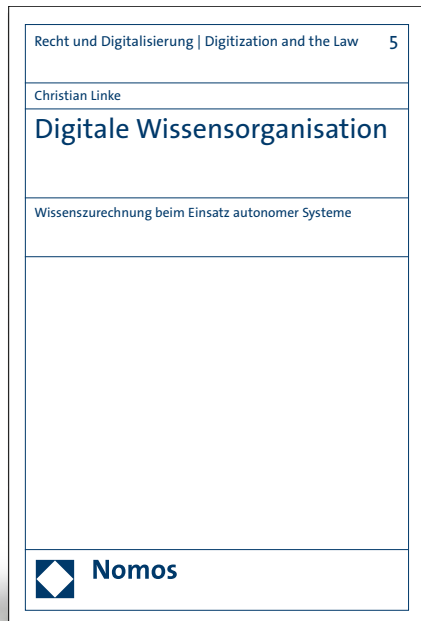 Recht und Digitalisierung | Digitization and the Law 5
Christian Linke
Digitale Wissensorganisation
Wissenszurechnung beim Einsatz autonomer Systeme
Nomos